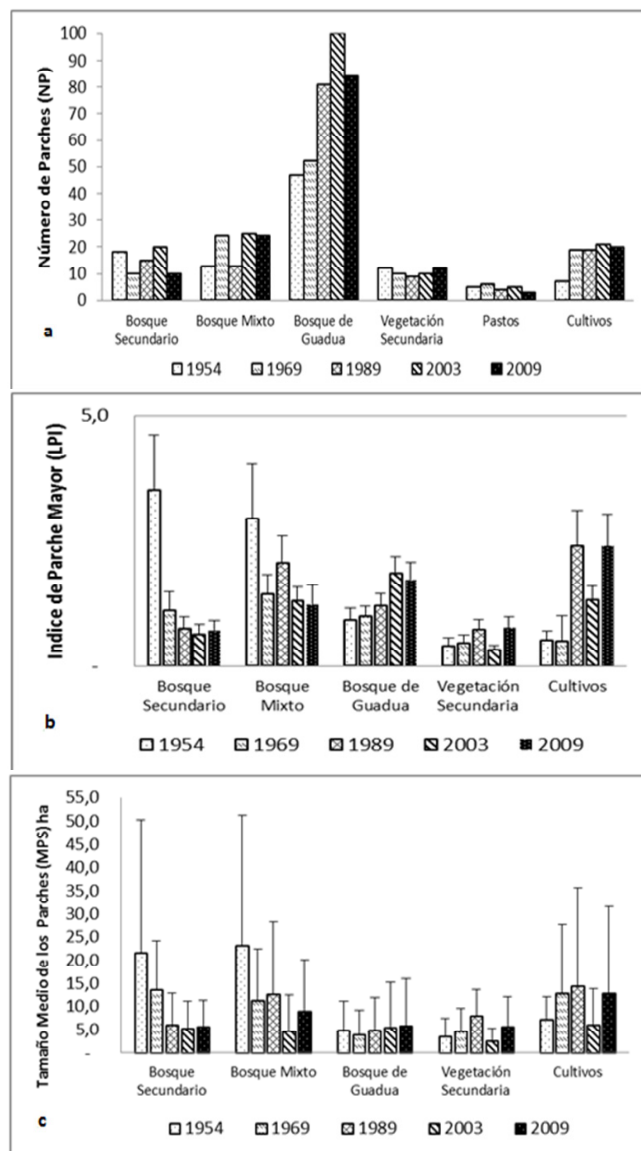 Número de Parches (NP)
100
90
80
70
60
50
40
30
20
10
0
Bosque Secundario
Bosque Mixto
Bosque de Guadua
Vegetación Secundaria
Pastos
Cultivos
a
1954 1969 1989 2003 2009
Indice de Parche Mayor (LPI)
5,0
-
Bosque Secundario
Bosque Mixto
Bosque de Guadua
Vegetación Secundaria
Cultivos
b
1954 1969 1989 2003 2009
Tamaño Medio de los Parches (MPS) ha
55,0
50,0
45,0
40,0
35,0
30,0
25,0
20,0
15,0
10,0
5,0
-
Bosque Secundario
Bosque Mixto
Bosque de Guadua
Vegetación Secundaria
Cultivos
c
1954 1969 1989 2003 2009